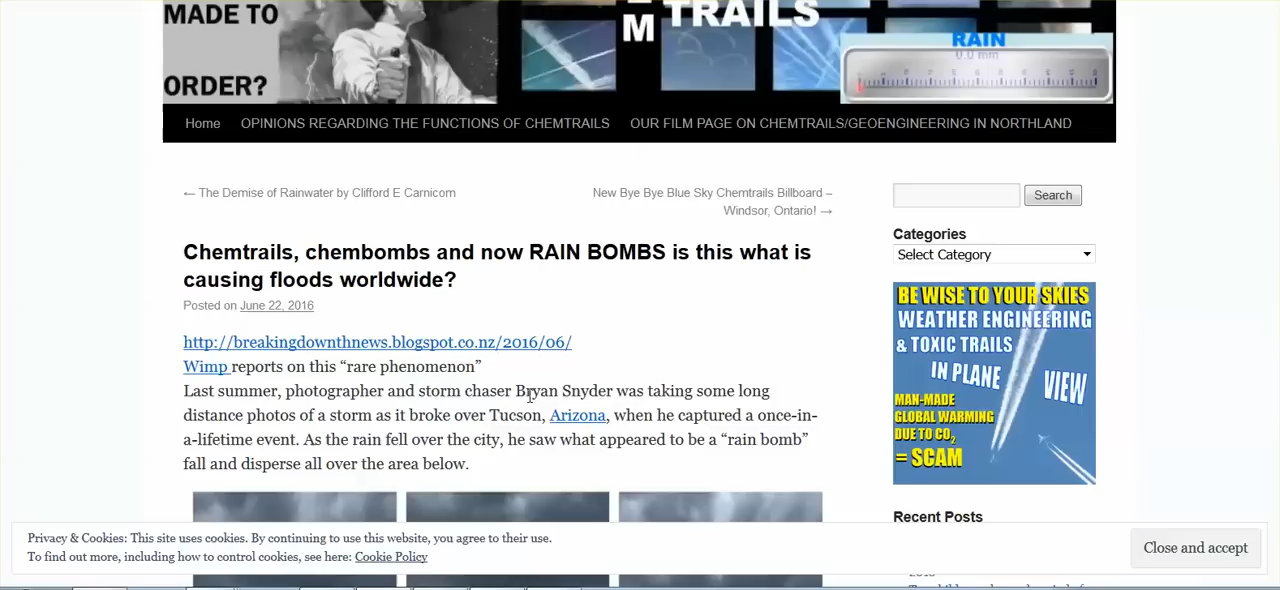 MADE TO
ORDER?
M
TRAILS
RAIN
0.0 mm
Home
OPINIONS REGARDING THE FUNCTIONS OF CHEMTRAILS
OUR FILM PAGE ON CHEMTRAILS/GEOENGINEERING IN NORTHLAND
← The Demise of Rainwater by Clifford E Carnicom
New Bye Bye Blue Sky Chemtrails Billboard –
Windsor, Ontario! →
Chemtrails, chembombs and now RAIN BOMBS is this what is
causing floods worldwide?
Posted on June 22, 2016
http://breakingdownthnews.blogspot.co.nz/2016/06/
Wimp reports on this “rare phenomenon”
Last summer, photographer and storm chaser Bryan Snyder was taking some long
distance photos of a storm as it broke over Tucson, Arizona, when he captured a once-in-
a-lifetime event. As the rain fell over the city, he saw what appeared to be a “rain bomb”
fall and disperse all over the area below.
Search
Categories
Select Category
BE WISE TO YOUR SKIES
WEATHER ENGINEERING
& TOXIC TRAILS
IN PLANE
VIEW
MAN-MADE
GLOBAL WARMING
DUE TO CO₂
= SCAM
Recent Posts
Privacy & Cookies: This site uses cookies. By continuing to use this website, you agree to their use.
To find out more, including how to control cookies, see here: Cookie Policy
Close and accept